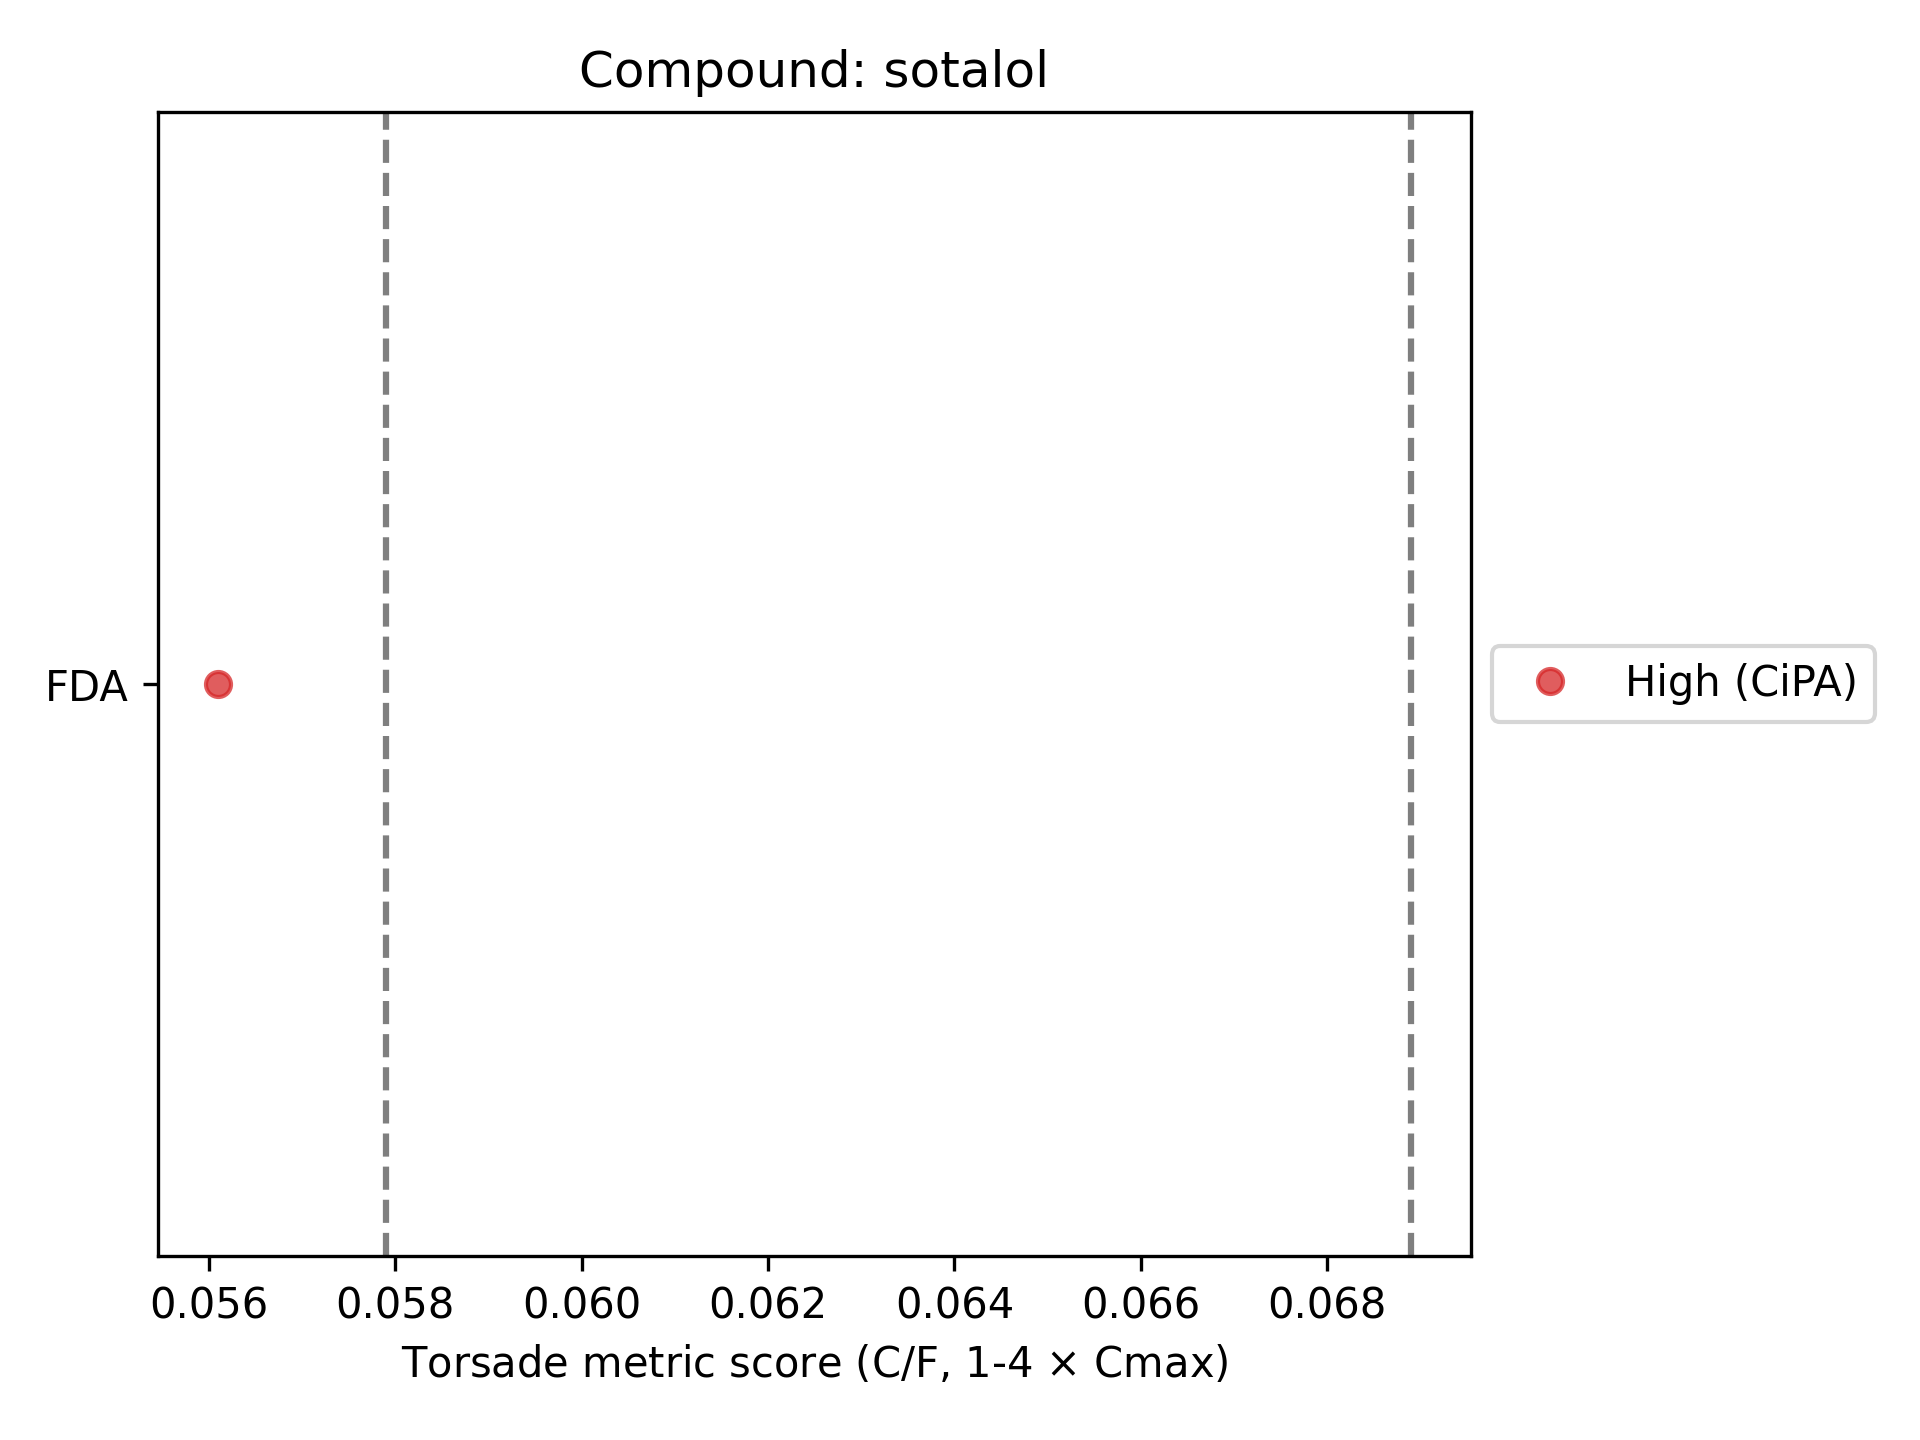 Compound: sotalol
FDA
High (CiPA)
0.056 0.058 0.060 0.062 0.064 0.066 0.068
Torsade metric score (C/F, 1-4 × Cmax)